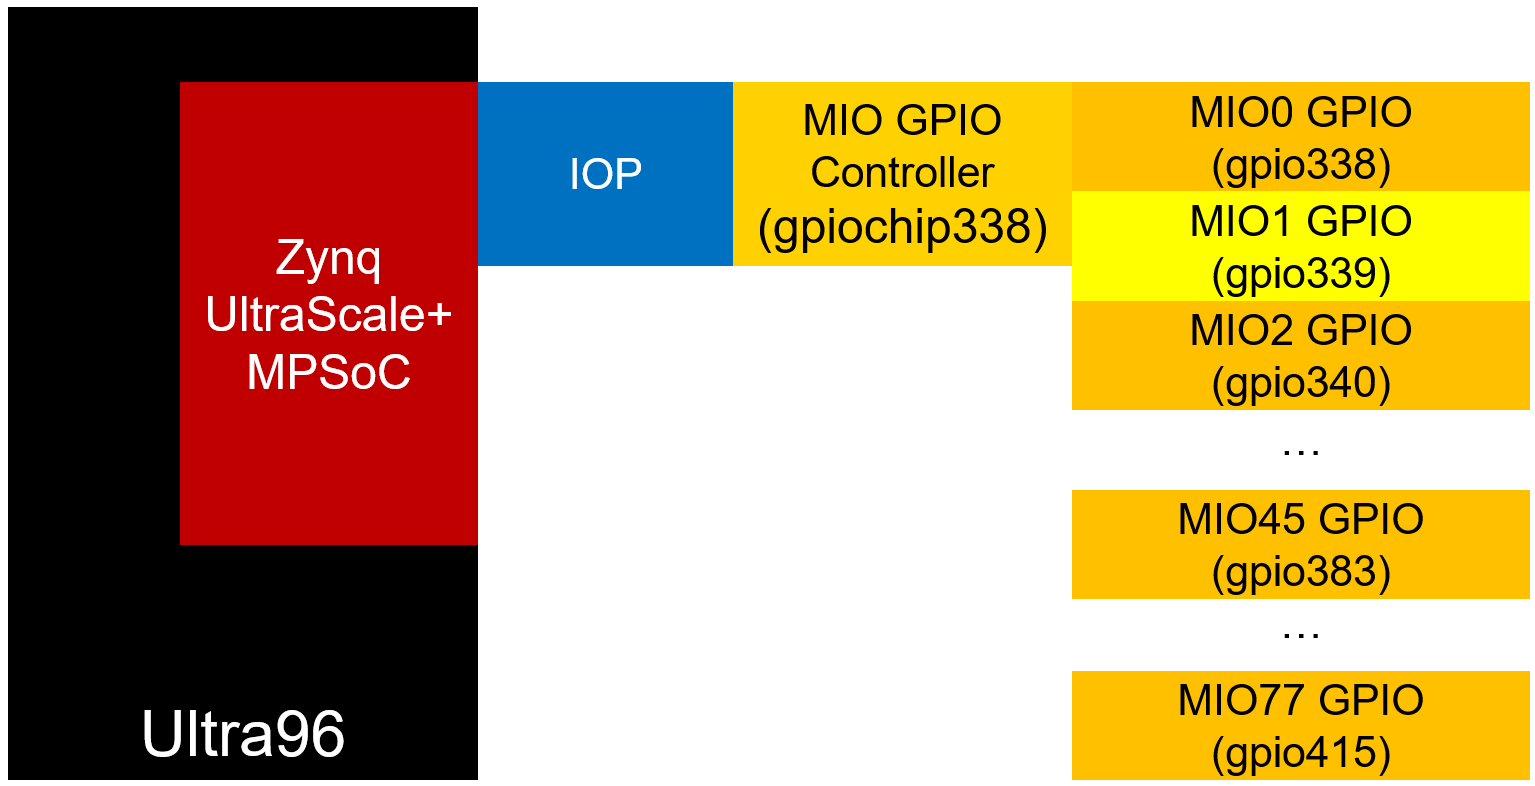 Zynq
UltraScale+
MPSoC
Ultra96
IOP
MIO GPIO
Controller
(gpiochip338)
MIO0 GPIO
(gpio338)
MIO1 GPIO
(gpio339)
MIO2 GPIO
(gpio340)
…
MIO45 GPIO
(gpio383)
…
MIO77 GPIO
(gpio415)